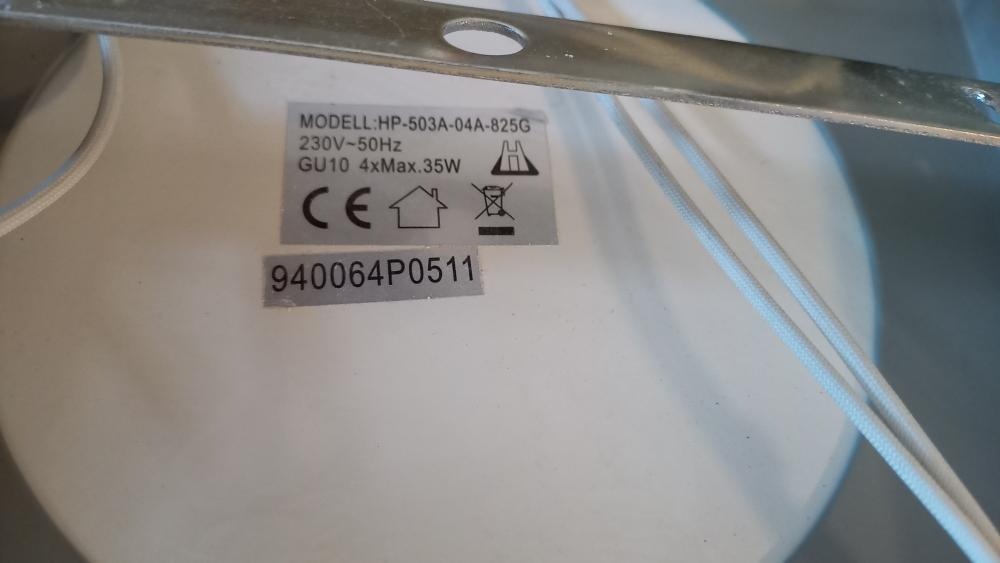 MODELL:HP-503A-04A-825G
230V~50Hz
GU10 4xMax.35W
CE
940064P0511